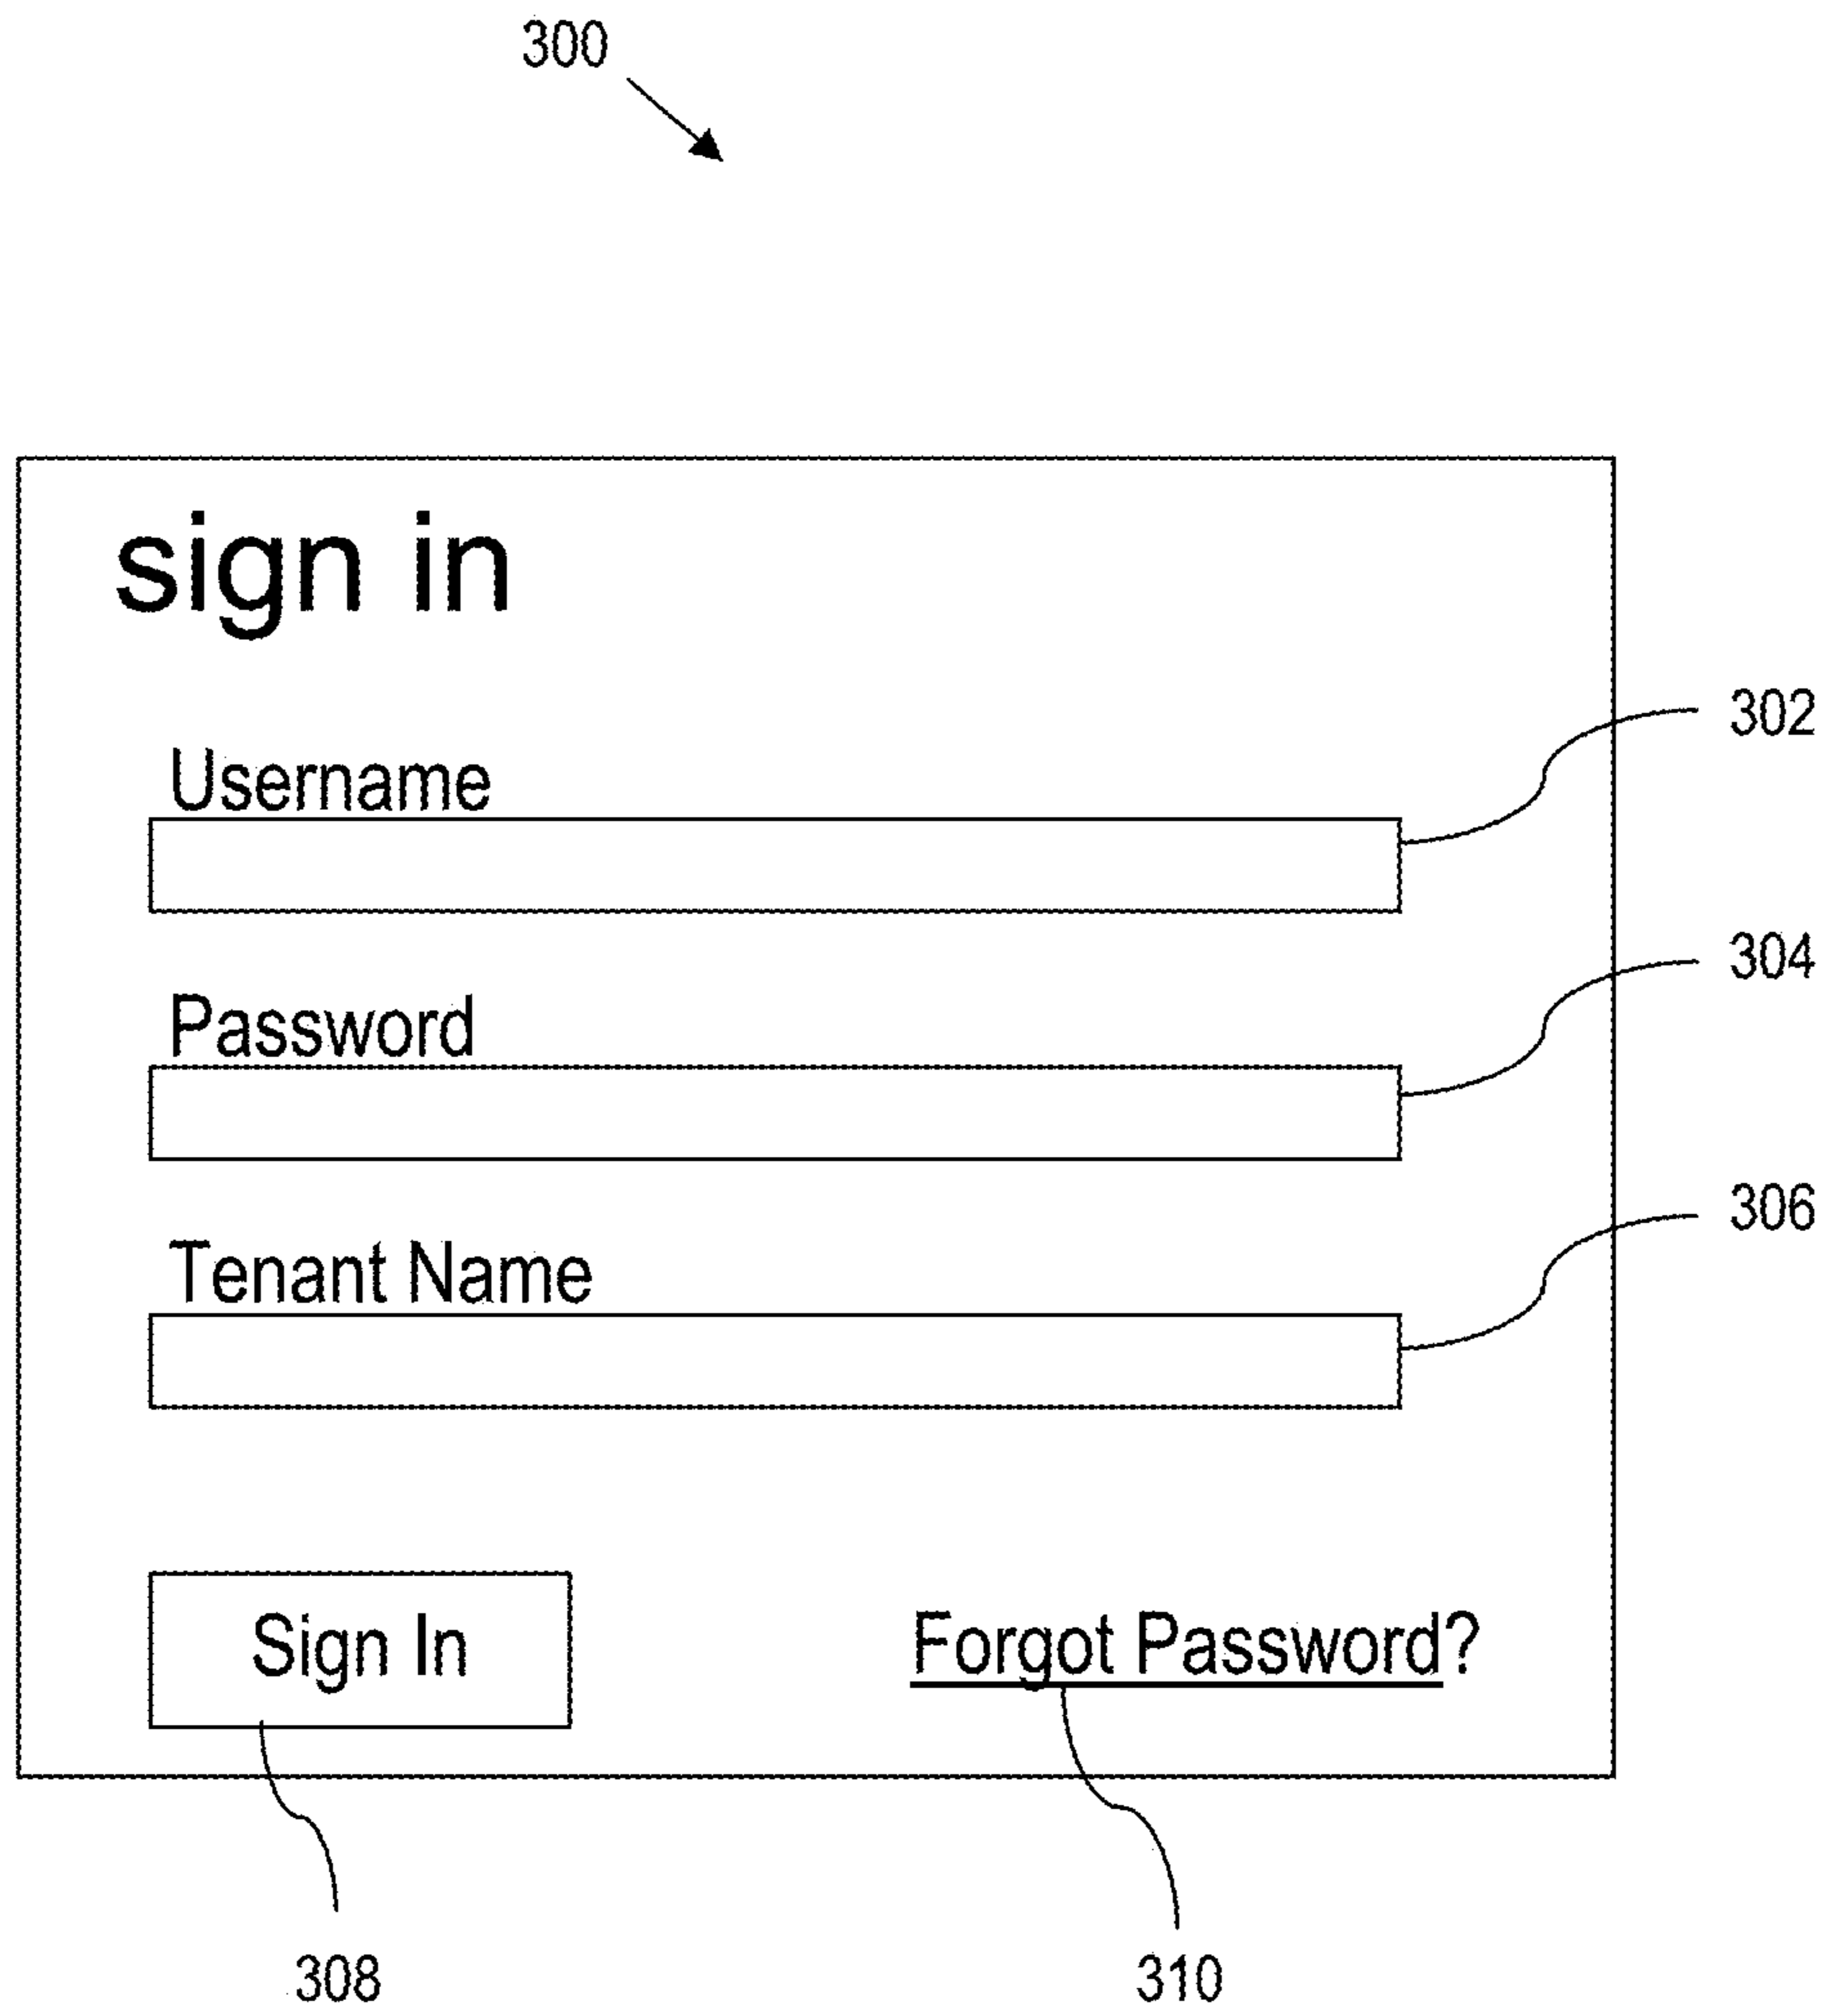 300
sign in
302
Username
304
Password
306
Tenant Name
Sign In
Forgot Password?
308
310